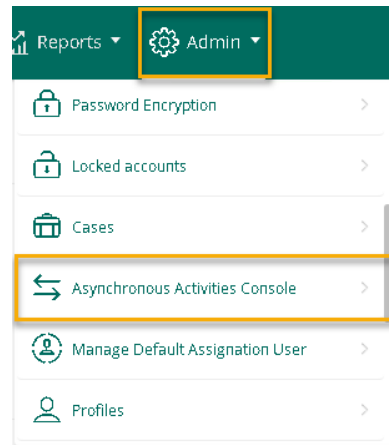 Reports Admin
Password Encryption
Locked accounts
Cases
Asynchronous Activities Console
Manage Default Assignation User
Profiles